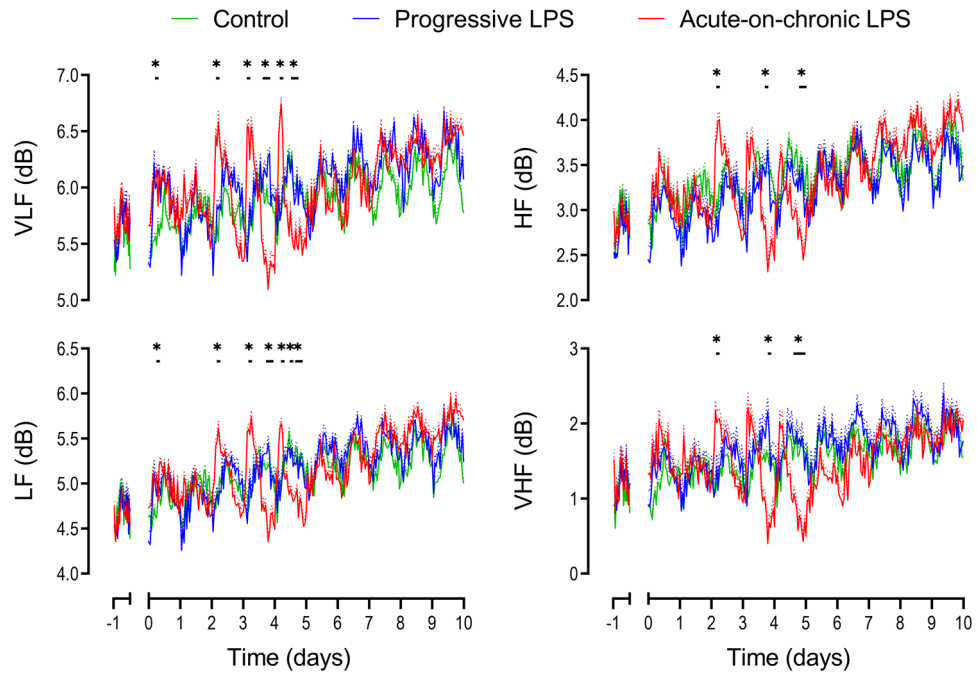 Control Progressive LPS Acute-on-chronic LPS
* * * * * *
7.0
6.5
6.0
5.5
5.0
VLF (dB)
* * *
4.5
4.0
3.5
3.0
2.5
2.0
HF (dB)
* * * * * *
6.5
6.0
5.5
5.0
4.5
4.0
LF (dB)
* * *
3
2
1
0
VHF (dB)
-1 0 1 2 3 4 5 6 7 8 9 10
Time (days)
-1 0 1 2 3 4 5 6 7 8 9 10
Time (days)